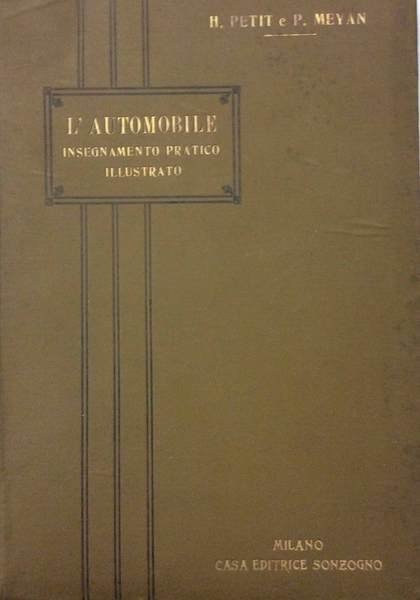 H. PETIT e P. MEYAN
L'AUTOMOBILE
INSEGNAMENTO PRATICO
ILLUSTRATO
MILANO
CASA EDITRICE SONZOGNO